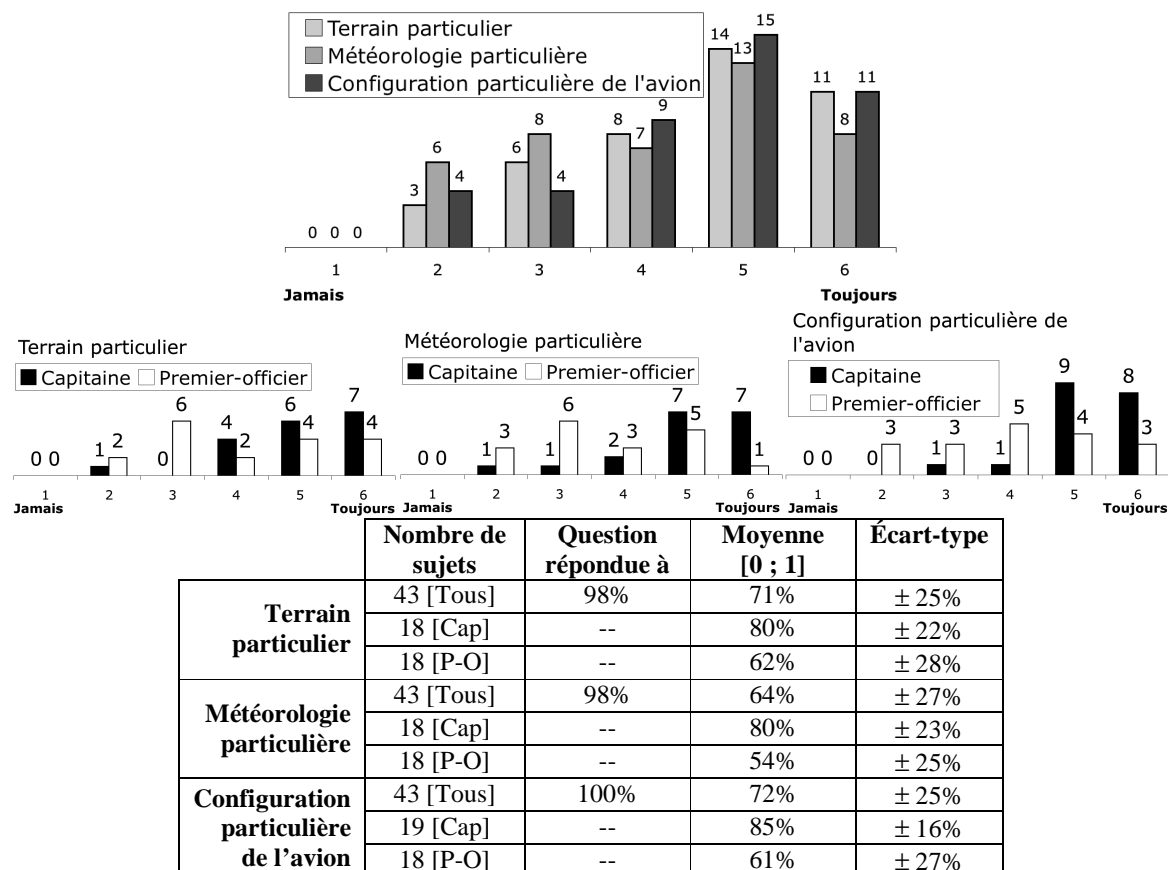 Terrain particulier
Météorologie particulière
Configuration particulière de l'avion
0 0 0
3 6 4
6 8 4
8 7 9
14 13 15
11 8 11
1 2 3 4 5 6
Jamais Toujours
Terrain particulier
Capitaine Premier-officier
0 0 1 2 0 6 4 2 6 4 7 4
1 2 3 4 5 6
Jamais Toujours
Météorologie particulière
Capitaine Premier-officier
0 0 1 3 1 6 2 3 7 5 7 1
1 2 3 4 5 6
Jamais Toujours
Configuration particulière de
l'avion
Capitaine
Premier-officier
0 0 0 3 1 3 1 5 9 4 8 3
1 2 3 4 5 6
Jamais Toujours
Nombre de sujets Question répondue à Moyenne [0 ; 1] Écart-type
Terrain particulier
43 [Tous] 98% 71% ± 25%
18 [Cap] -- 80% ± 22%
18 [P-O] -- 62% ± 28%
Météorologie particulière
43 [Tous] 98% 64% ± 27%
18 [Cap] -- 80% ± 23%
18 [P-O] -- 54% ± 25%
Configuration particulière de l’avion
43 [Tous] 100% 72% ± 25%
19 [Cap] -- 85% ± 16%
18 [P-O] -- 61% ± 27%